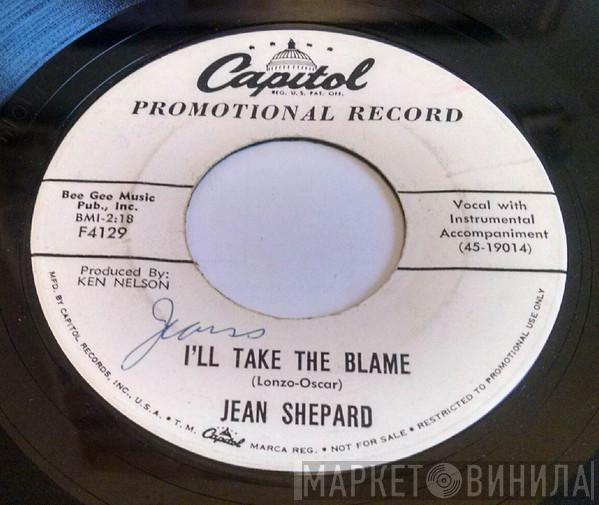 Capitol
REG. U.S. PAT. OFF.
PROMOTIONAL RECORD
Bee Gee Music
Pub., Inc.
BMI-2:18
F4129
Vocal with
Instrumental
Accompaniment
(45-19014)
Produced By:
KEN NELSON
Jeans
I'LL TAKE THE BLAME
(Lonzo-Oscar)
JEAN SHEPARD
MFD. BY CAPITOL RECORDS, INC., U.S.A. • T.M. Capitol MARCA REG. • NOT FOR SALE • RESTRICTED TO PROMOTIONAL USE ONLY
МАРКЕТ ВИНИЛА